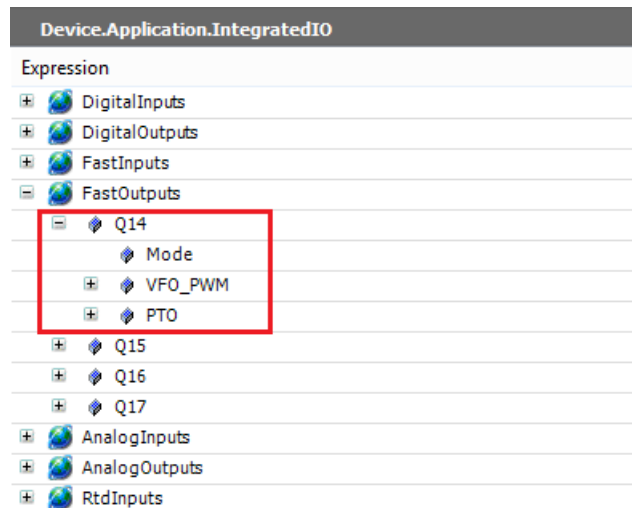 Device.Application.IntegratedIO
Expression
DigitalInputs
DigitalOutputs
FastInputs
FastOutputs
Q14
Mode
VFO_PWM
PTO
Q15
Q16
Q17
AnalogInputs
AnalogOutputs
RtdInputs